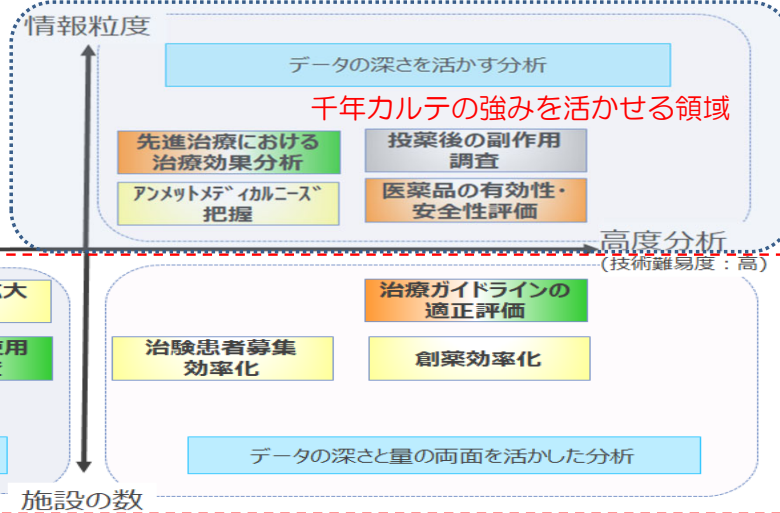 情報粒度
データの深さを活かす分析
千年カルテの強みを活かせる領域
先進治療における
治療効果分析
投薬後の副作用
調査
アンメットメディカルニーズ
把握
医薬品の有効性・
安全性評価
高度分析
(技術難易度：高)
大
治療ガイドラインの
適正評価
用
治験患者募集
効率化
創薬効率化
データの深さと量の両面を活かした分析
施設の数